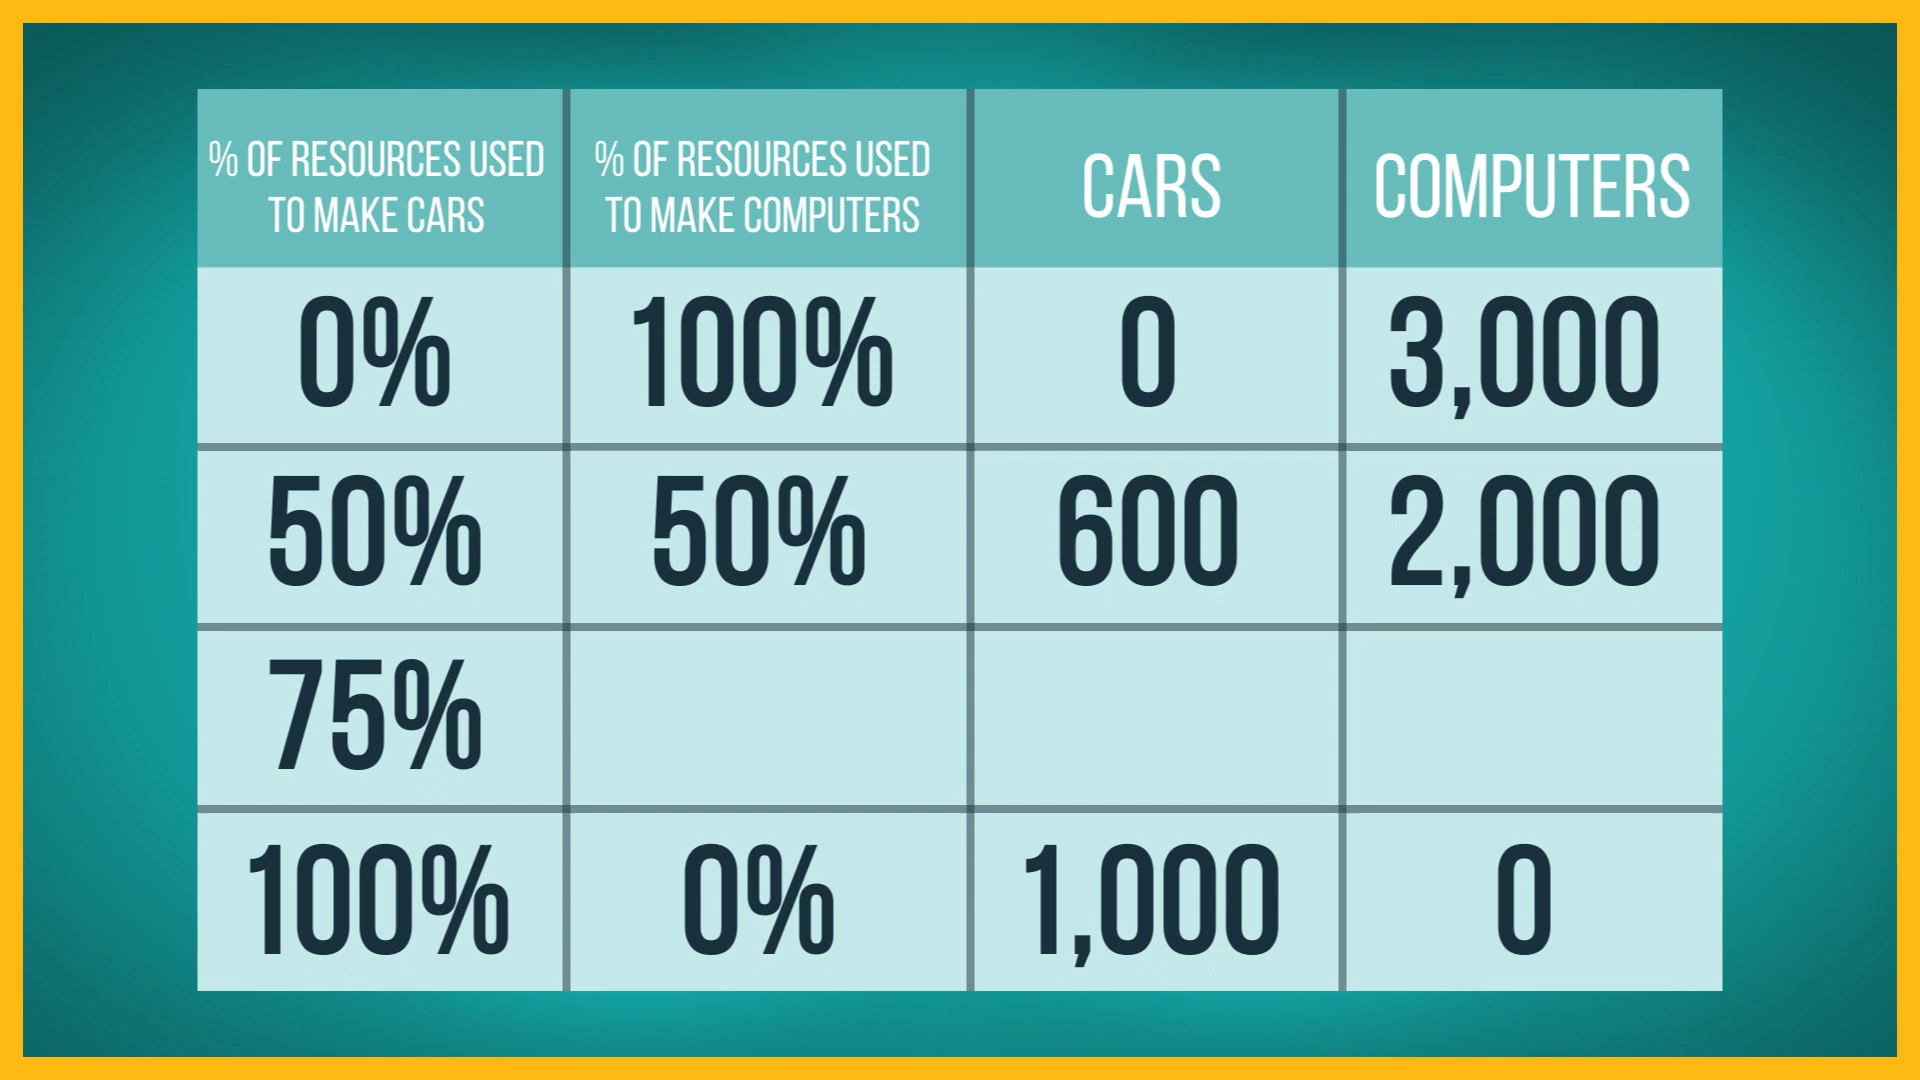 % OF RESOURCES USED
TO MAKE CARS
% OF RESOURCES USED
TO MAKE COMPUTERS
CARS
COMPUTERS
0%
100%
0
3,000
50%
50%
600
2,000
75%
100%
0%
1,000
0